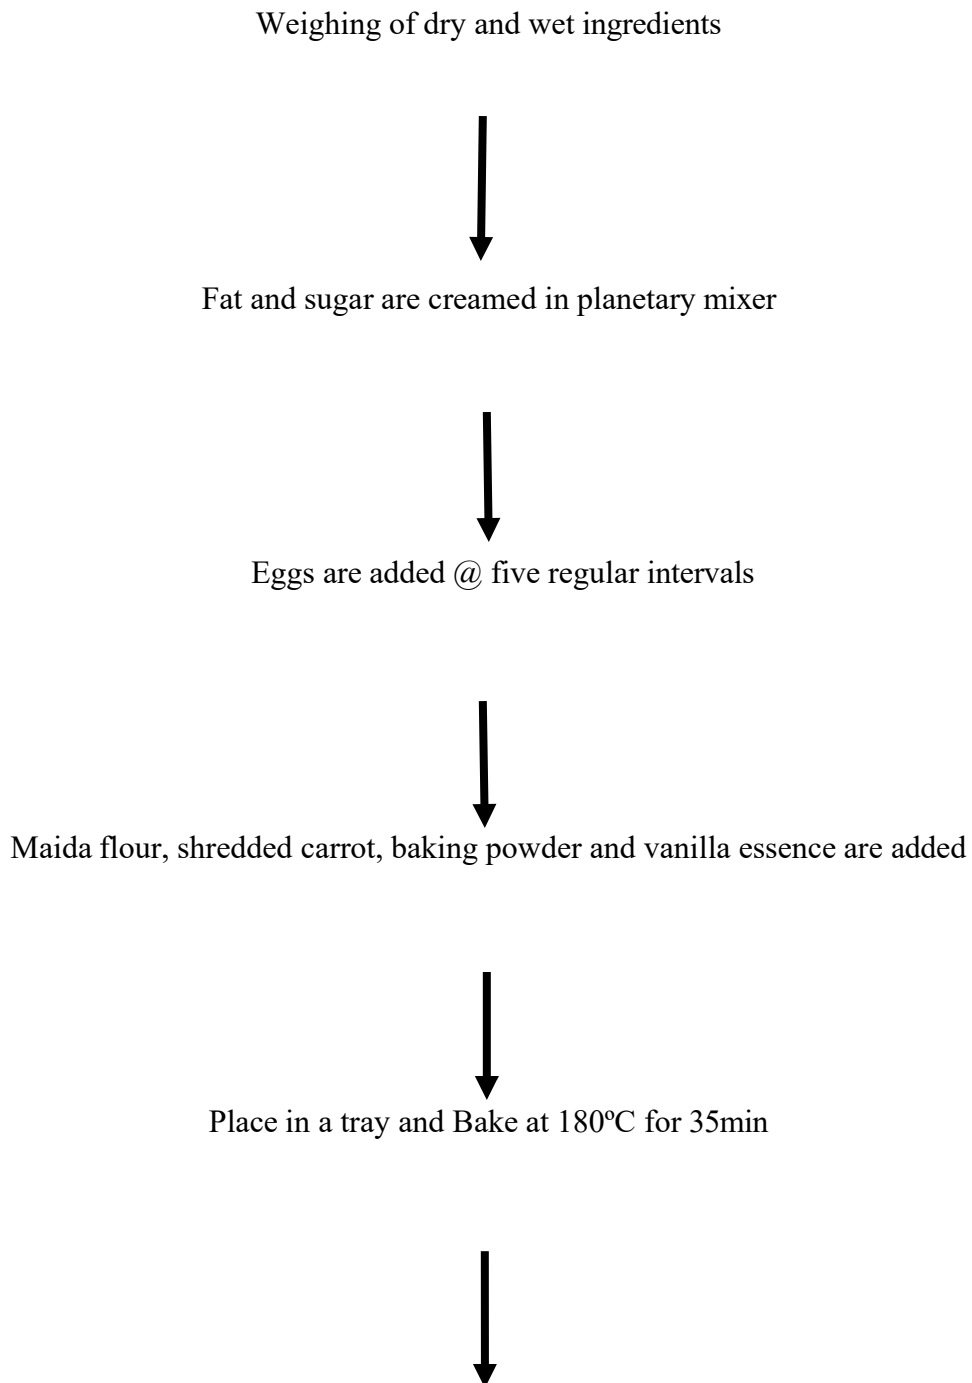 Weighing of dry and wet ingredients
Fat and sugar are creamed in planetary mixer
Eggs are added @ five regular intervals
Maida flour, shredded carrot, baking powder and vanilla essence are added
Place in a tray and Bake at 180ºC for 35min